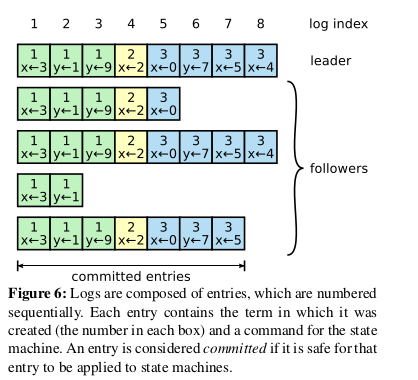 1 2 3 4 5 6 7 8 log index
1 1 1 2 3 3 3 3
x←3 y←1 y←9 x←2 x←0 y←7 x←5 x←4
leader
1 1 1 2 3
x←3 y←1 y←9 x←2 x←0
1 1 1 2 3 3 3 3
x←3 y←1 y←9 x←2 x←0 y←7 x←5 x←4
followers
1 1
x←3 y←1
1 1 1 2 3 3 3
x←3 y←1 y←9 x←2 x←0 y←7 x←5
committed entries
Figure 6: Logs are composed of entries, which are numbered
sequentially. Each entry contains the term in which it was
created (the number in each box) and a command for the state
machine. An entry is considered committed if it is safe for that
entry to be applied to state machines.